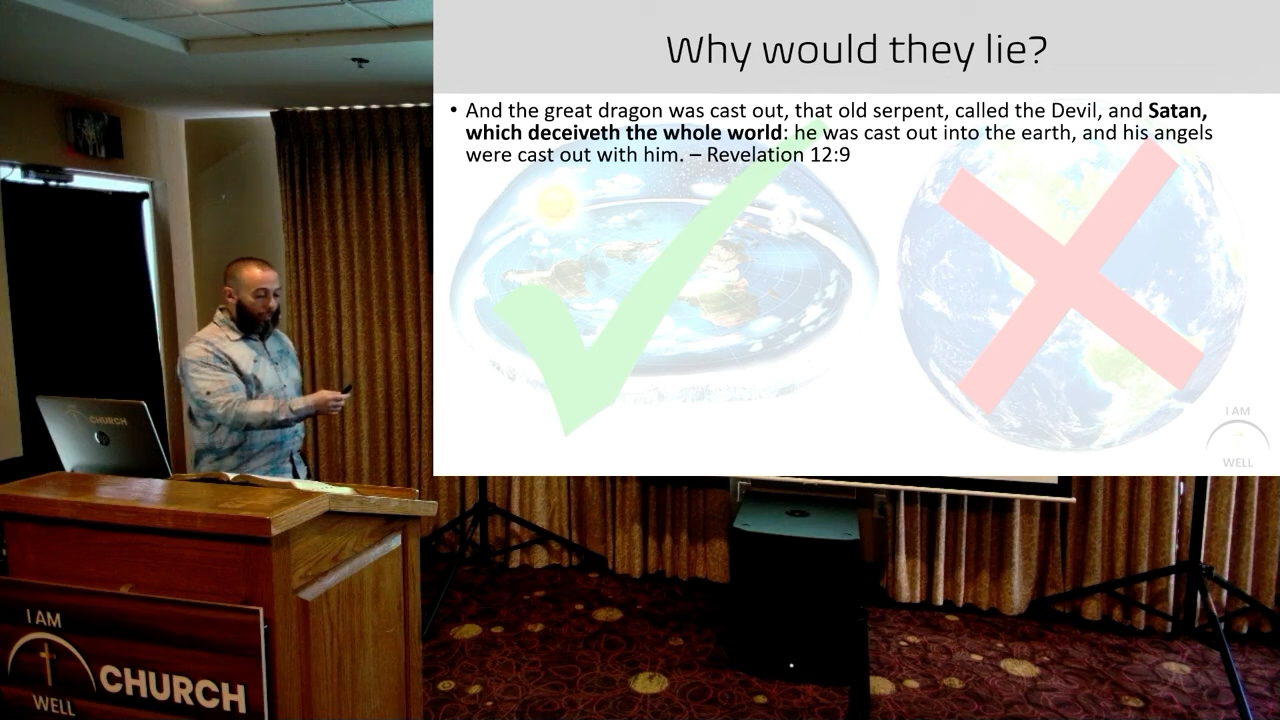 Why would they lie?
• And the great dragon was cast out, that old serpent, called the Devil, and Satan,
which deceiveth the whole world: he was cast out into the earth, and his angels
were cast out with him. – Revelation 12:9
I AM
WELL
CHURCH
hp
I AM
CHURCH
WELL